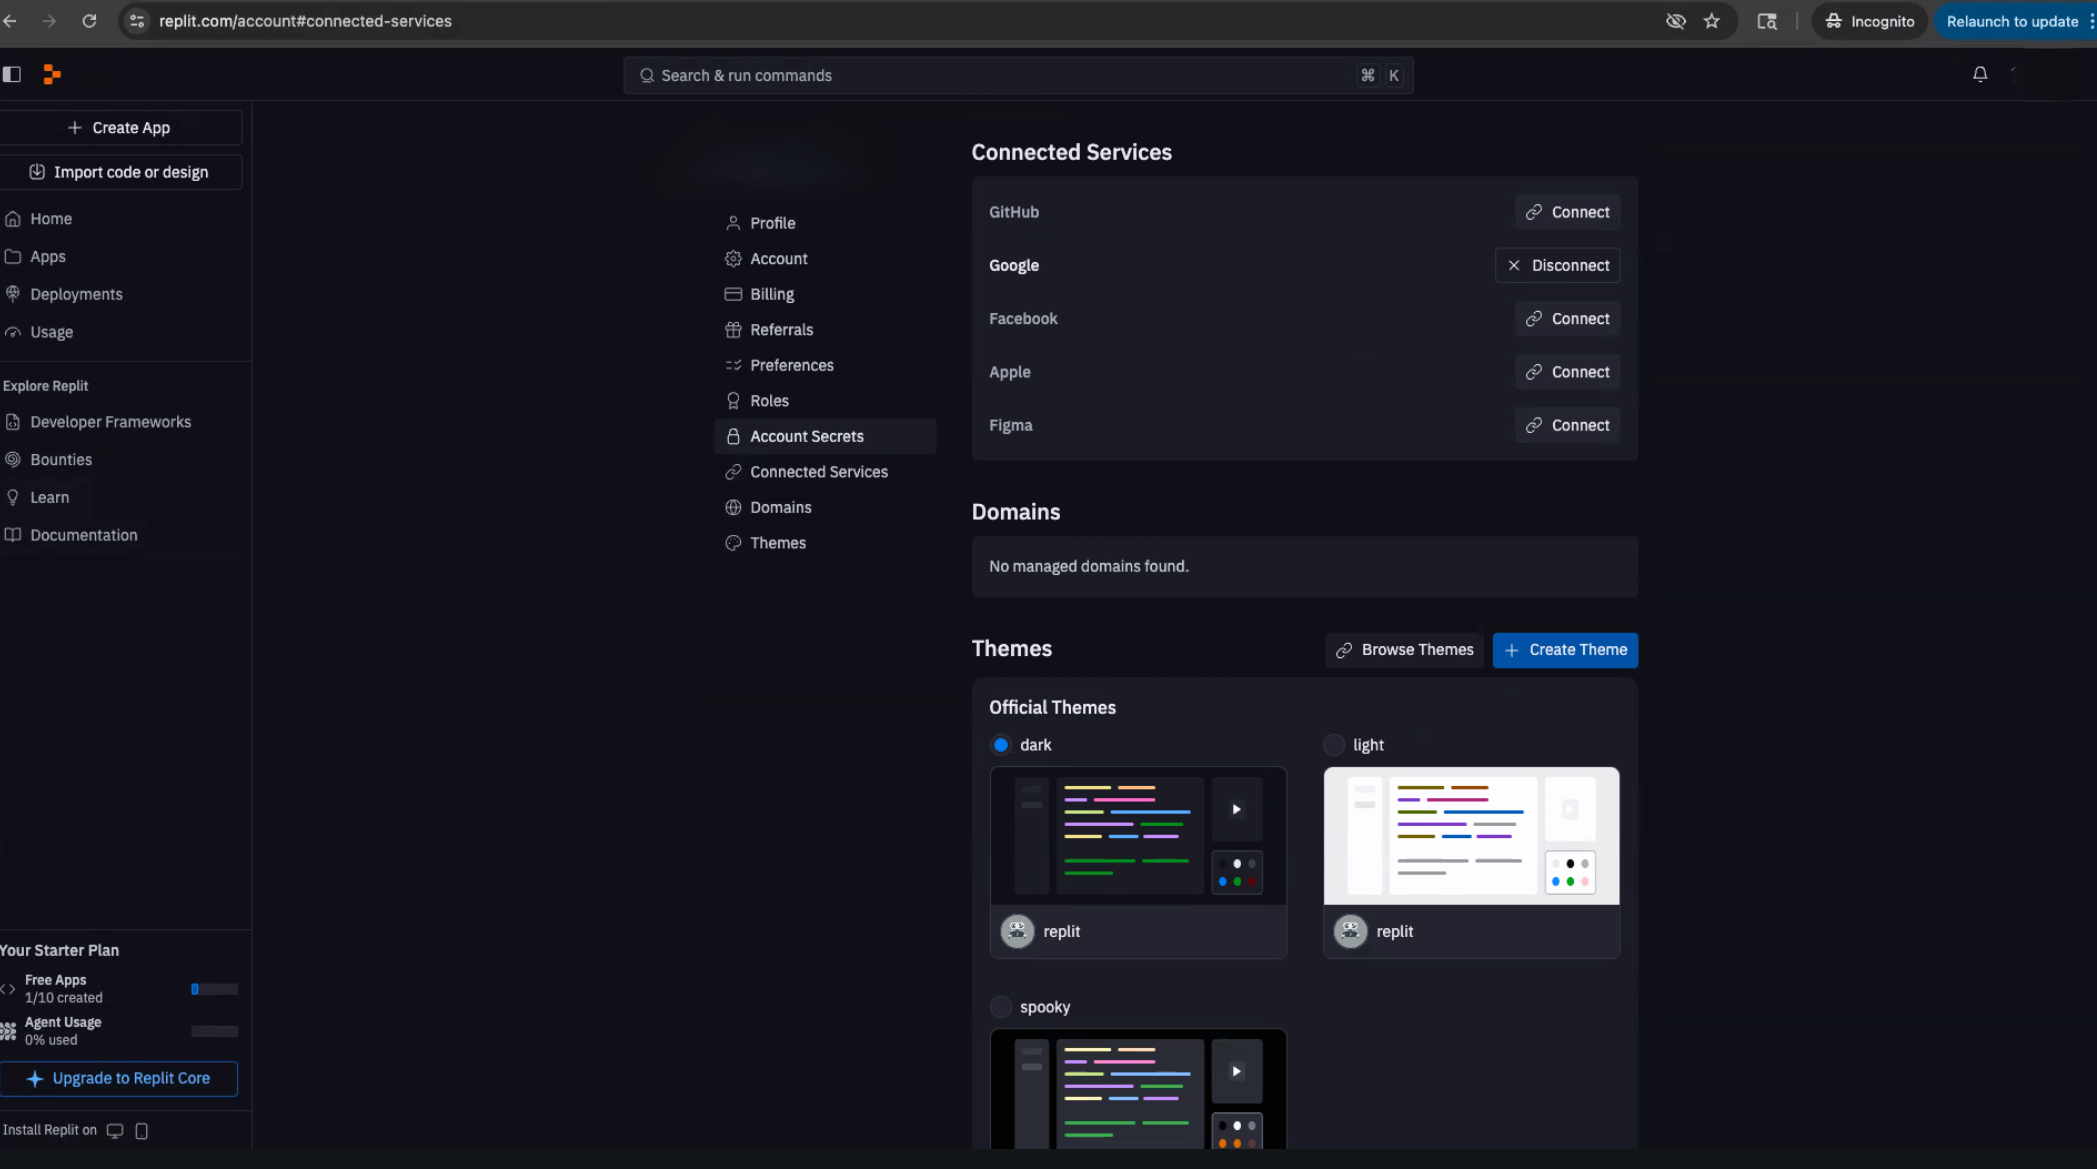 replit.com/account#connected-services
Incognito
Relaunch to update
Search & run commands
⌘ K
Create App
Import code or design
Home
Apps
Deployments
Usage
Explore Replit
Developer Frameworks
Bounties
Learn
Documentation
Your Starter Plan
Free Apps
1/10 created
Agent Usage
0% used
Upgrade to Replit Core
Install Replit on
Profile
Account
Billing
Referrals
Preferences
Roles
Account Secrets
Connected Services
Domains
Themes
Connected Services
GitHub Connect
Google Disconnect
Facebook Connect
Apple Connect
Figma Connect
Domains
No managed domains found.
Themes
Browse Themes
Create Theme
Official Themes
dark
light
replit
replit
spooky